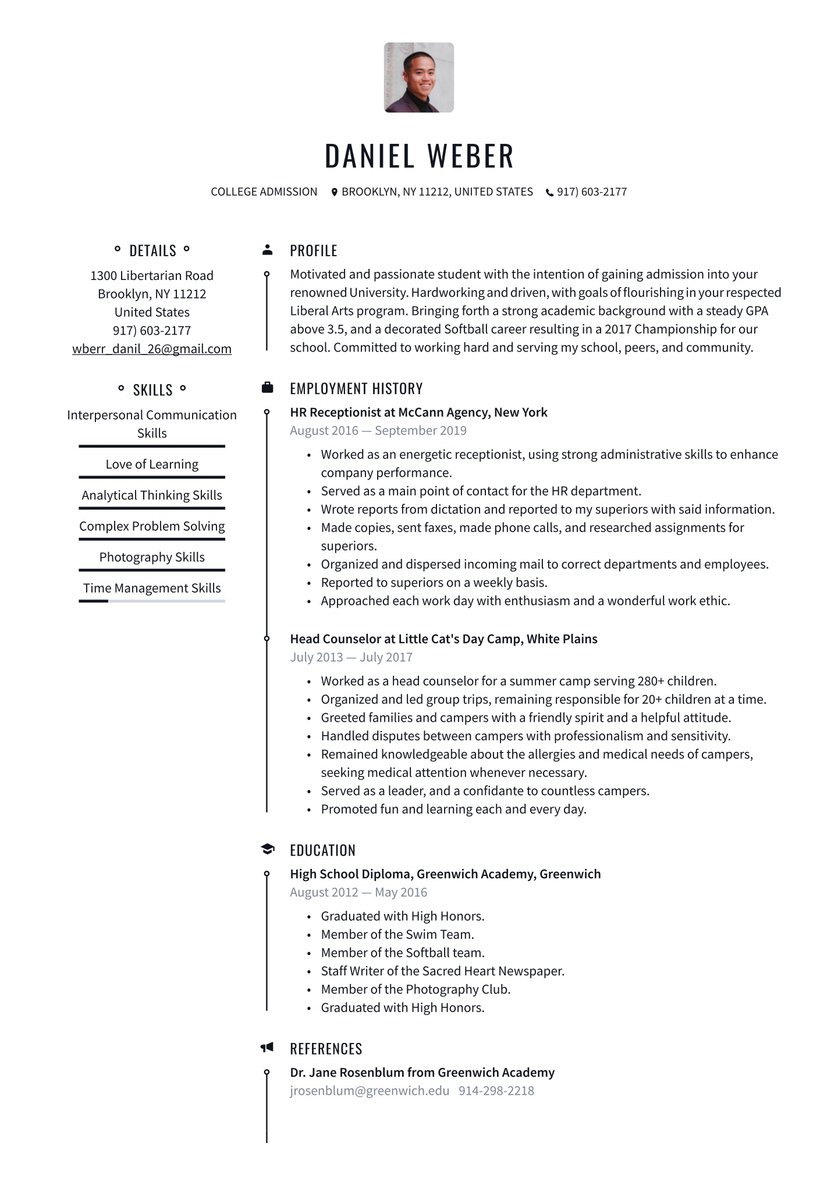 DANIEL WEBER
COLLEGE ADMISSION BROOKLYN, NY 11212, UNITED STATES 917) 603-2177
DETAILS
1300 Libertarian Road
Brooklyn, NY 11212
United States
917) 603-2177
wberr_danil_26@gmail.com
SKILLS
Interpersonal Communication
Skills
Love of Learning
Analytical Thinking Skills
Complex Problem Solving
Photography Skills
Time Management Skills
PROFILE
Motivated and passionate student with the intention of gaining admission into your
renowned University. Hardworking and driven, with goals of flourishing in your respected
Liberal Arts program. Bringing forth a strong academic background with a steady GPA
above 3.5, and a decorated Softball career resulting in a 2017 Championship for our
school. Committed to working hard and serving my school, peers, and community.
EMPLOYMENT HISTORY
HR Receptionist at McCann Agency, New York
August 2016 — September 2019
• Worked as an energetic receptionist, using strong administrative skills to enhance
company performance.
• Served as a main point of contact for the HR department.
• Wrote reports from dictation and reported to my superiors with said information.
• Made copies, sent faxes, made phone calls, and researched assignments for
superiors.
• Organized and dispersed incoming mail to correct departments and employees.
• Reported to superiors on a weekly basis.
• Approached each work day with enthusiasm and a wonderful work ethic.
Head Counselor at Little Cat's Day Camp, White Plains
July 2013 — July 2017
• Worked as a head counselor for a summer camp serving 280+ children.
• Organized and led group trips, remaining responsible for 20+ children at a time.
• Greeted families and campers with a friendly spirit and a helpful attitude.
• Handled disputes between campers with professionalism and sensitivity.
• Remained knowledgeable about the allergies and medical needs of campers,
seeking medical attention whenever necessary.
• Served as a leader, and a confidante to countless campers.
• Promoted fun and learning each and every day.
EDUCATION
High School Diploma, Greenwich Academy, Greenwich
August 2012 — May 2016
• Graduated with High Honors.
• Member of the Swim Team.
• Member of the Softball team.
• Staff Writer of the Sacred Heart Newspaper.
• Member of the Photography Club.
• Graduated with High Honors.
REFERENCES
Dr. Jane Rosenblum from Greenwich Academy
jrosenblum@greenwich.edu 914-298-2218